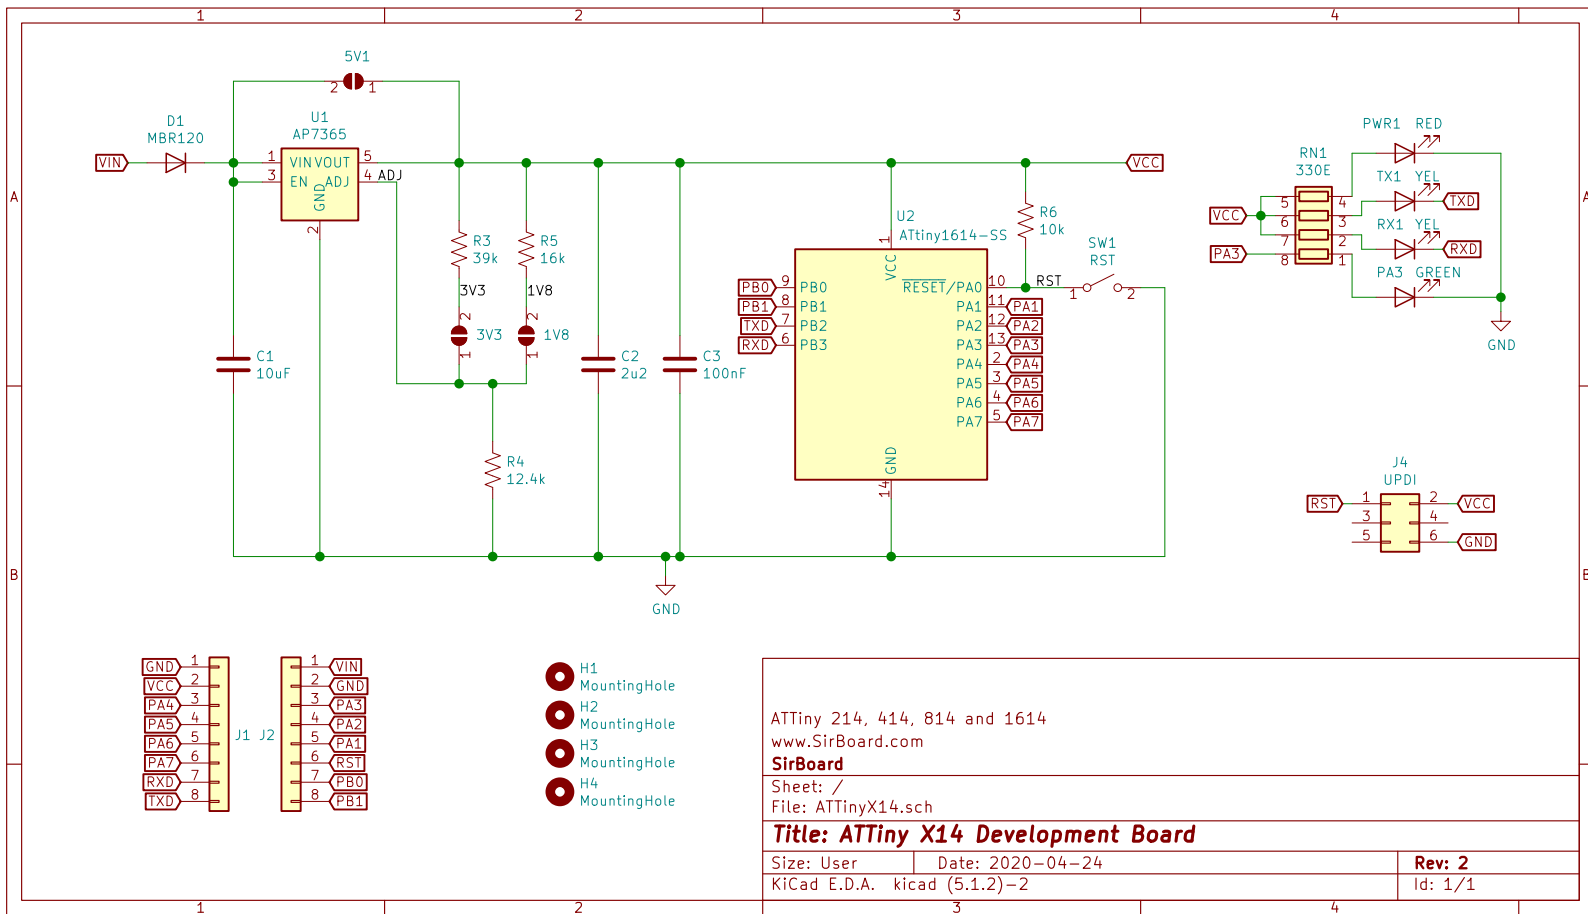 1 2 3 4
A
B
A
B
5V1
2 1
D1
MBR120
VIN
U1
AP7365
1 VIN VOUT 5
3 EN ADJ 4 ADJ
GND
2
VCC
R3
39k
R5
16k
3V3
1V8
2
2
3V3
1V8
1
1
C1
10uF
C2
2u2
C3
100nF
R4
12.4k
GND
U2
ATtiny1614-SS
1
VCC
R6
10k
SW1
RST
PB0 9 PB0
PB1 8 PB1
TXD 7 PB2
RXD 6 PB3
RESET/PA0 10 RST 1 2
PA1 11 PA1
PA2 12 PA2
PA3 13 PA3
PA4 2 PA4
PA5 3 PA5
PA6 4 PA6
PA7 5 PA7
GND
14
PWR1 RED
RN1
330E
TX1 YEL
5 4
TXD
VCC
6 3
RX1 YEL
7 2
RXD
PA3
8 1
PA3 GREEN
GND
J4
UPDI
RST 1 2 VCC
3 4
5 6 GND
GND 1
VCC 2
PA4 3
PA5 4
PA6 5
PA7 6
RXD 7
TXD 8
J1 J2
1 VIN
2 GND
3 PA3
4 PA2
5 PA1
6 RST
7 PB0
8 PB1
H1
MountingHole
H2
MountingHole
H3
MountingHole
H4
MountingHole
ATTiny 214, 414, 814 and 1614
www.SirBoard.com
SirBoard
Sheet: /
File: ATTinyX14.sch
Title: ATTiny X14 Development Board
Size: User Date: 2020-04-24 Rev: 2
KiCad E.D.A. kicad (5.1.2)-2 Id: 1/1
1 2 3 4